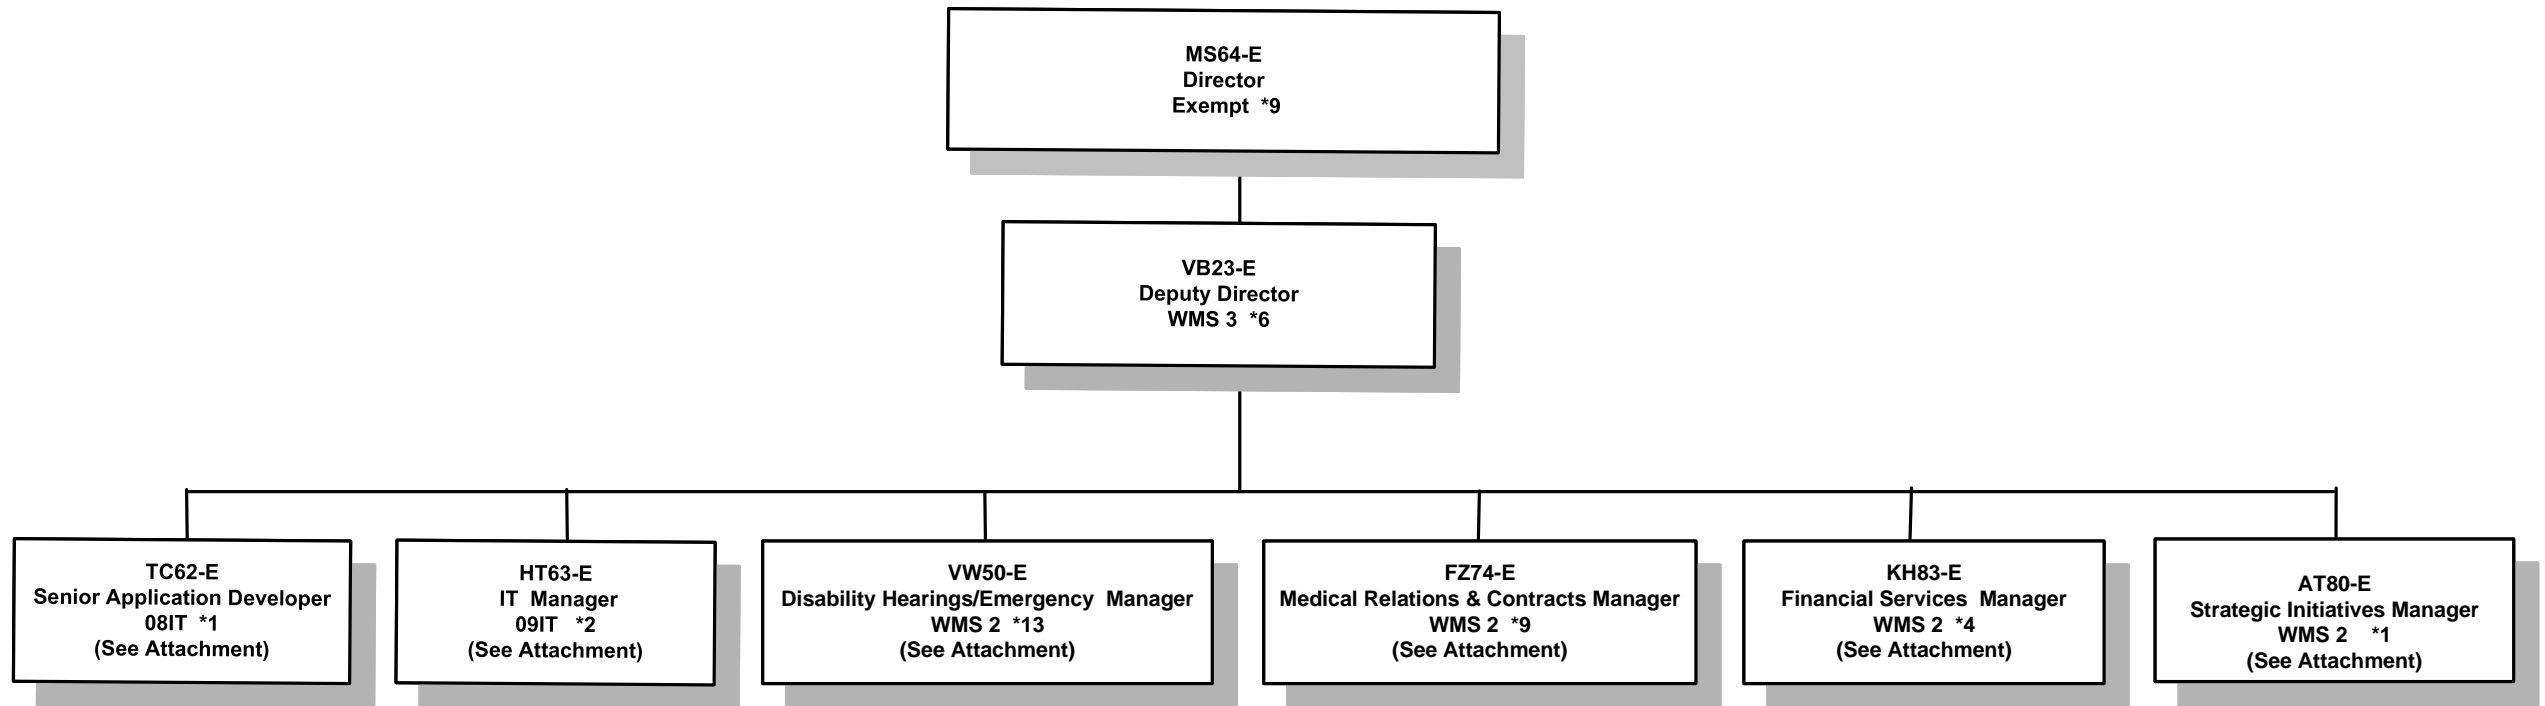 MS64-E
Director
Exempt *9
VB23-E
Deputy Director
WMS 3 *6
TC62-E
Senior Application Developer
08IT *1
(See Attachment)
HT63-E
IT Manager
09IT *2
(See Attachment)
VW50-E
Disability Hearings/Emergency Manager
WMS 2 *13
(See Attachment)
FZ74-E
Medical Relations & Contracts Manager
WMS 2 *9
(See Attachment)
KH83-E
Financial Services Manager
WMS 2 *4
(See Attachment)
AT80-E
Strategic Initiatives Manager
WMS 2 *1
(See Attachment)